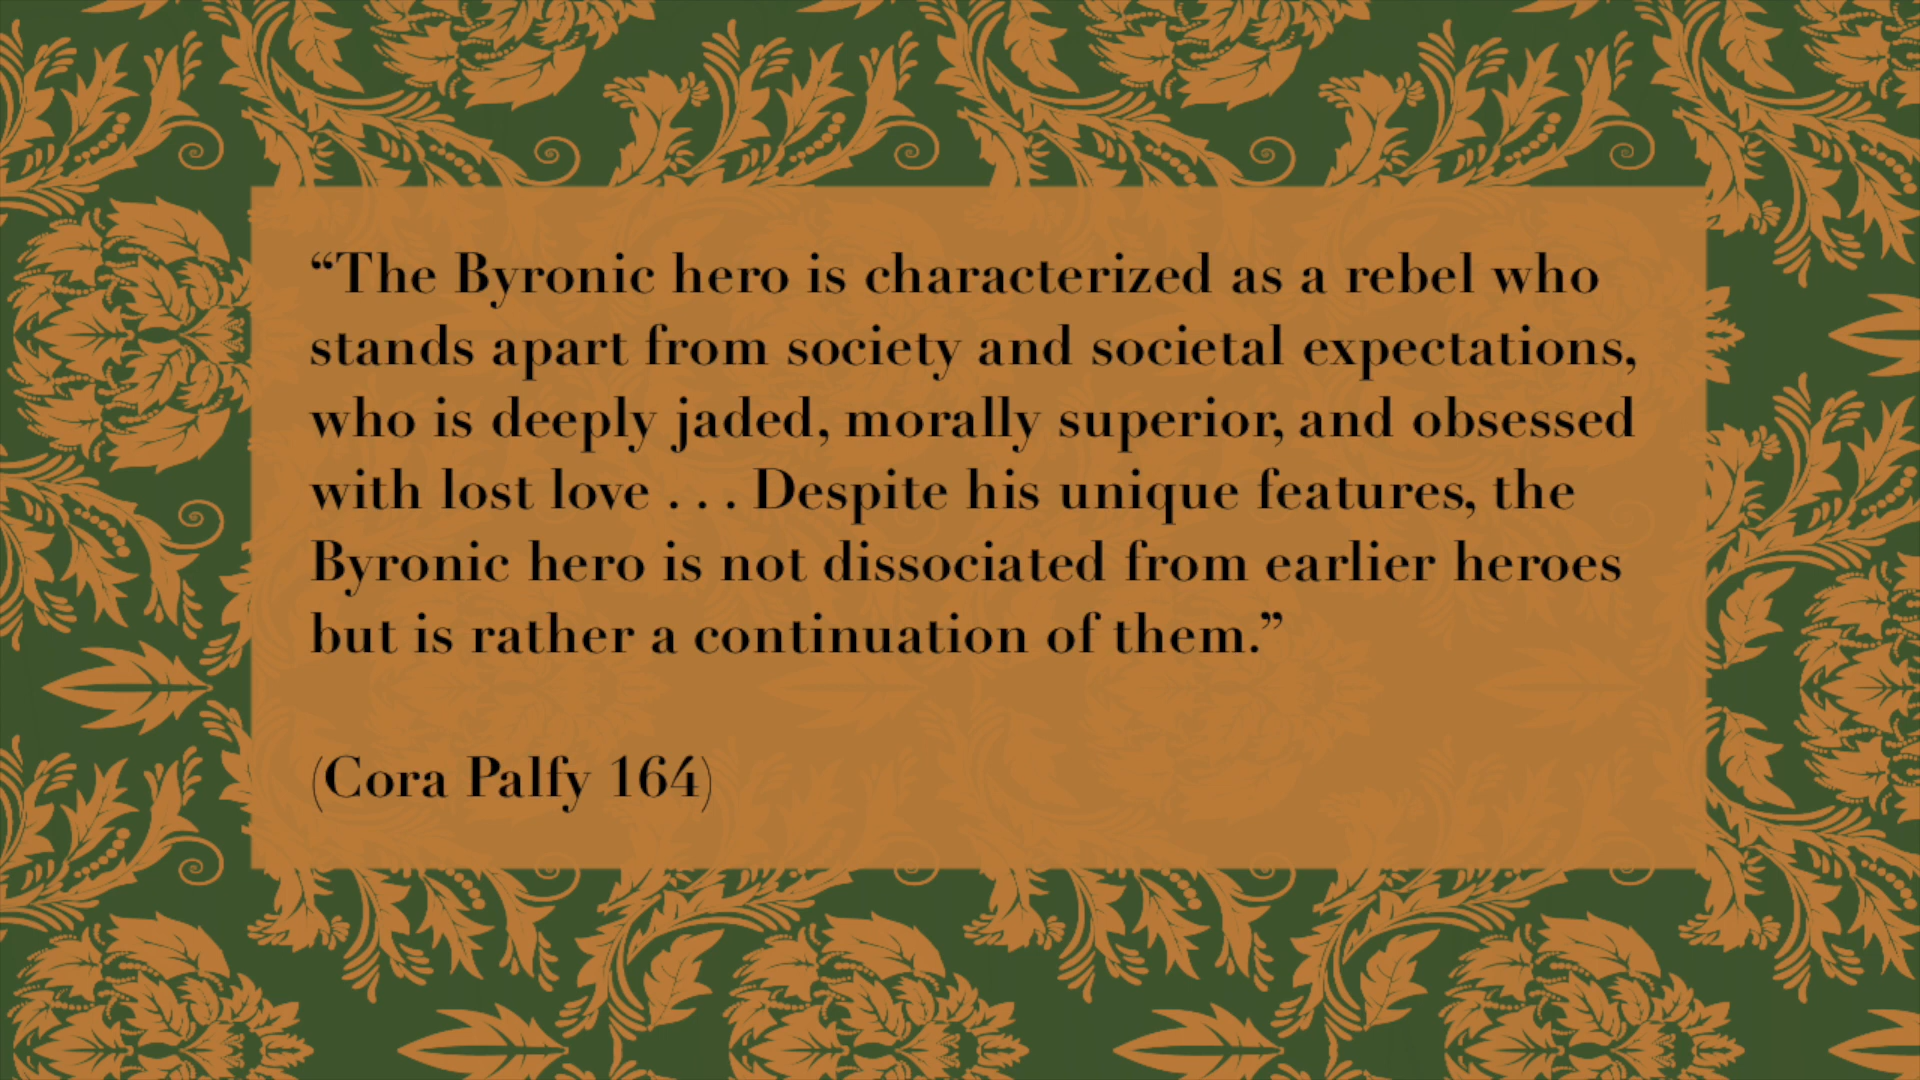 “The Byronic hero is characterized as a rebel who
stands apart from society and societal expectations,
who is deeply jaded, morally superior, and obsessed
with lost love . . . Despite his unique features, the
Byronic hero is not dissociated from earlier heroes
but is rather a continuation of them.”
(Cora Palfy 164)